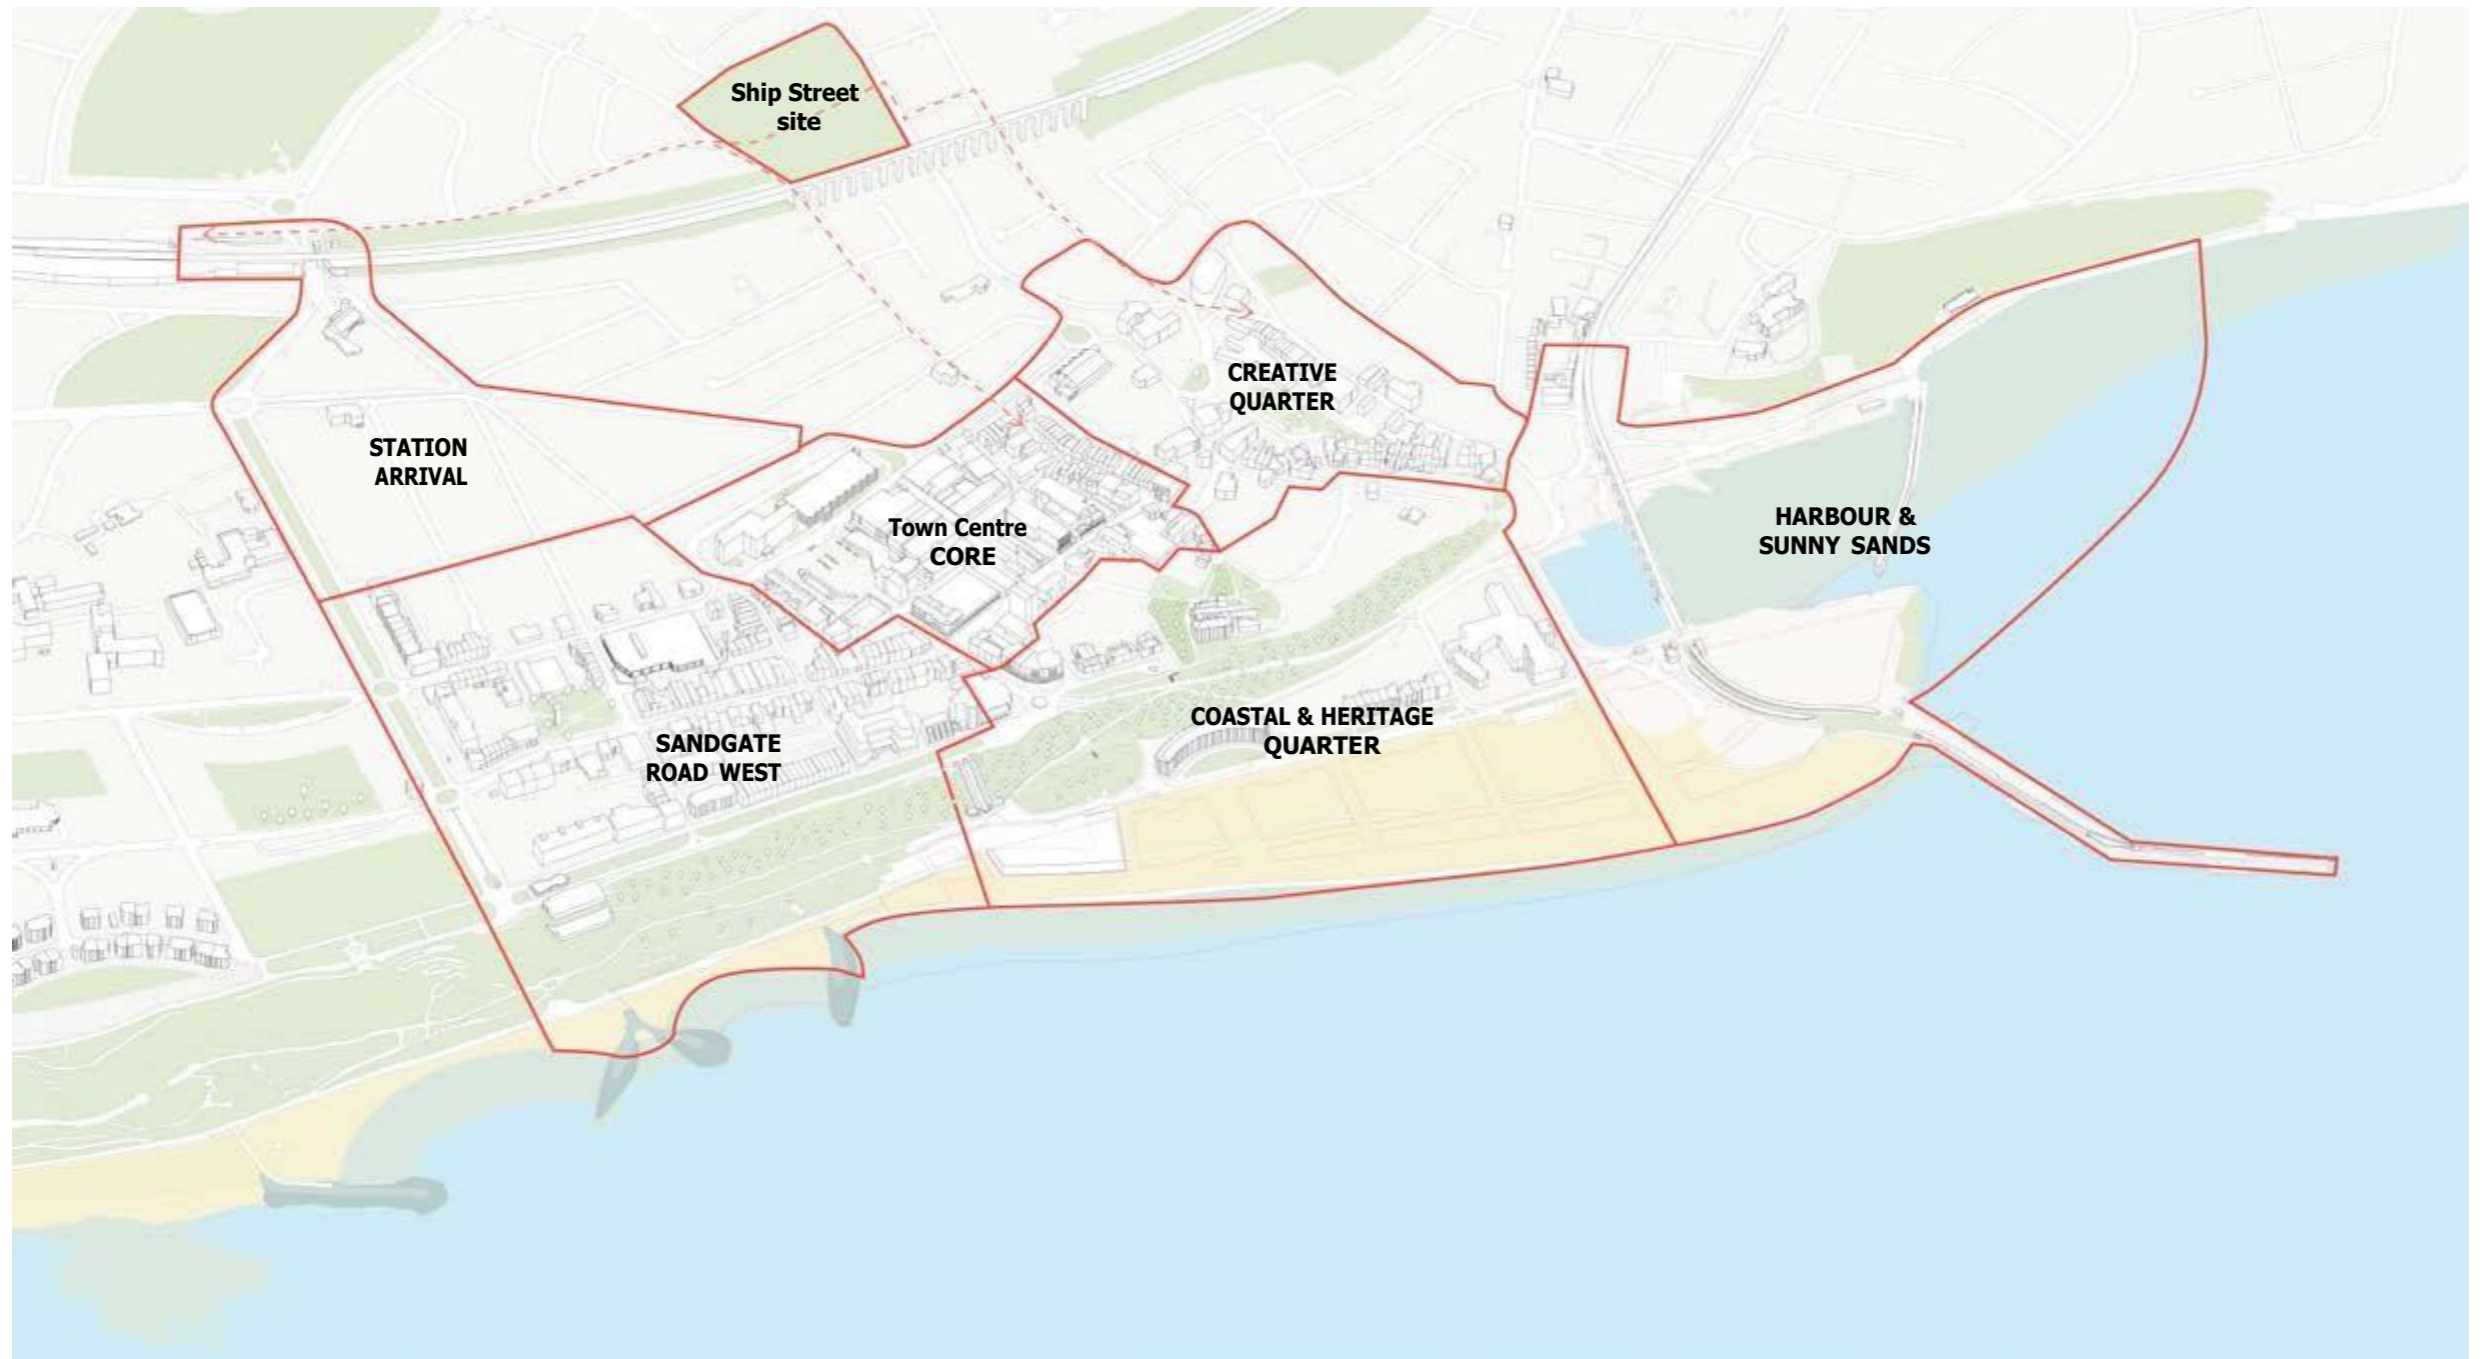 Ship Street
site
CREATIVE
QUARTER
STATION
ARRIVAL
Town Centre
CORE
HARBOUR &
SUNNY SANDS
COASTAL & HERITAGE
QUARTER
SANDGATE
ROAD WEST